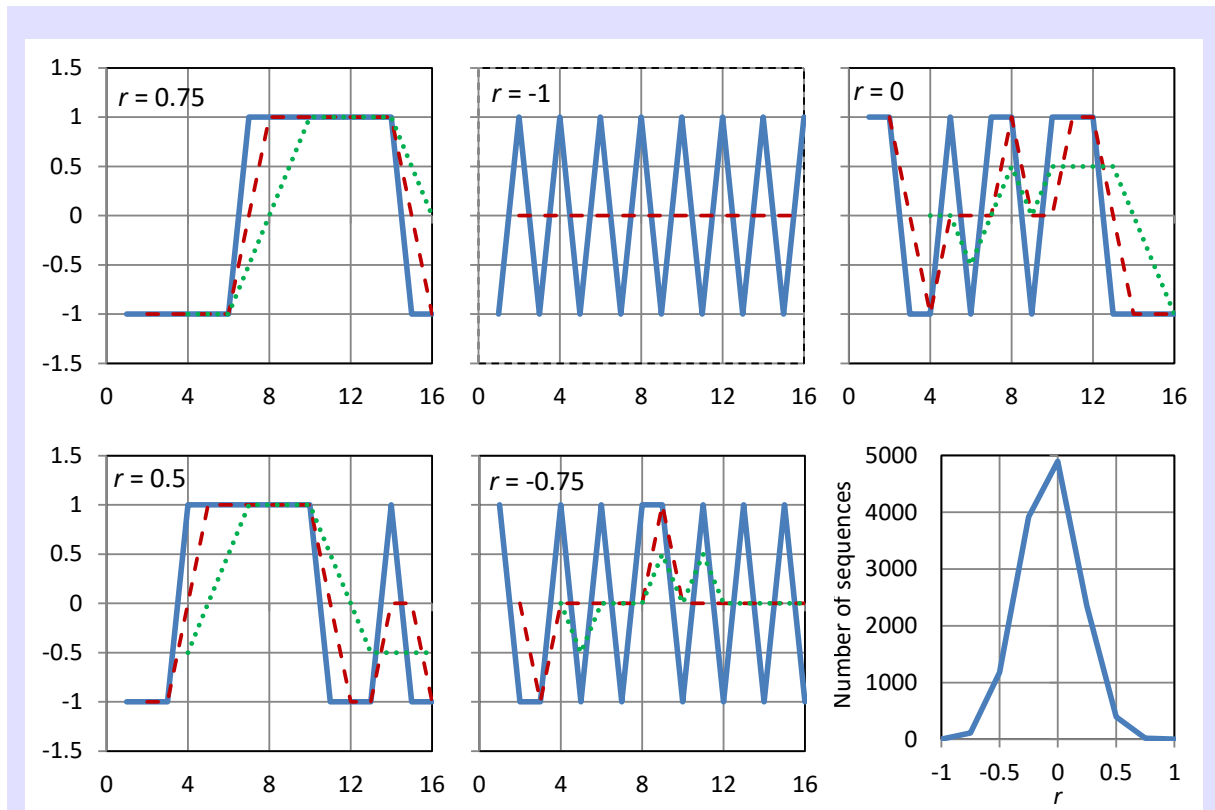 r = 0.75
1.5
1
0.5
0
-0.5
-1
-1.5
0 4 8 12 16
r = -1
0 4 8 12 16
r = 0
0 4 8 12 16
r = 0.5
1.5
1
0.5
0
-0.5
-1
-1.5
0 4 8 12 16
r = -0.75
0 4 8 12 16
Number of sequences
5000
4000
3000
2000
1000
0
-1 -0.5 0 0.5 1
r